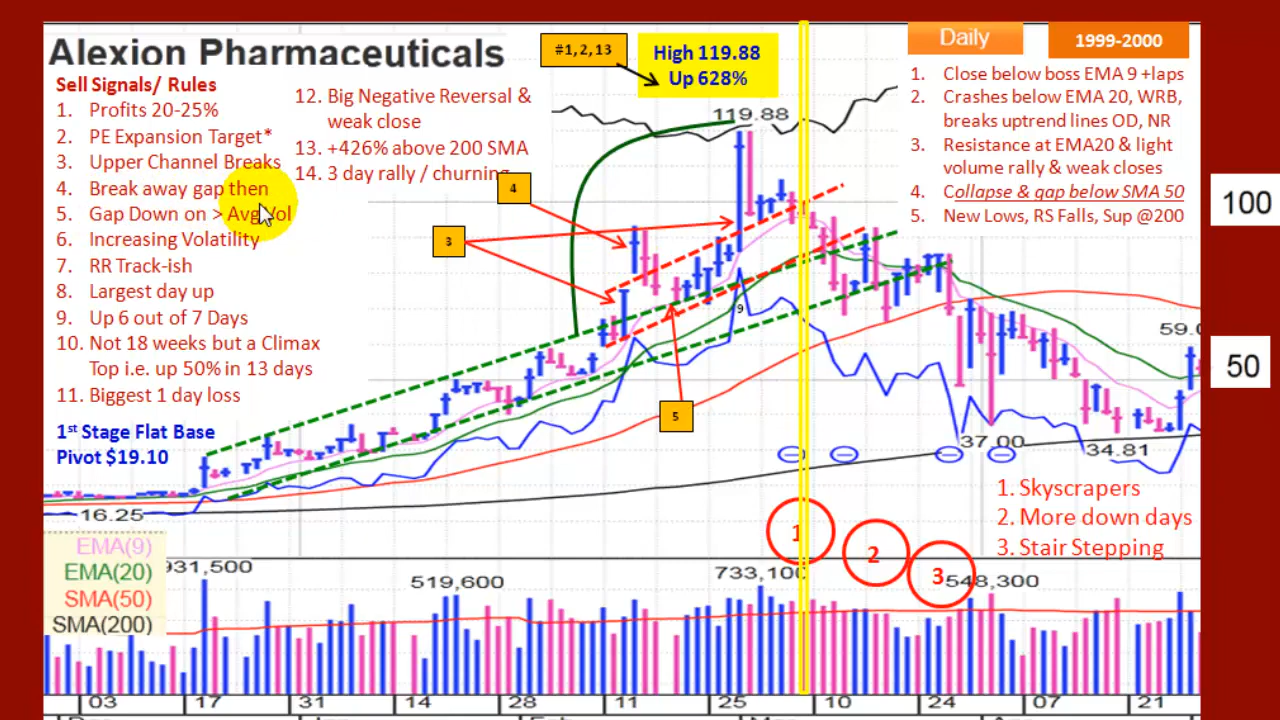 Alexion Pharmaceuticals
Sell Signals/ Rules
1. Profits 20-25%
2. PE Expansion Target*
3. Upper Channel Breaks
4. Break away gap then
5. Gap Down on > Avg Vol
6. Increasing Volatility
7. RR Track-ish
8. Largest day up
9. Up 6 out of 7 Days
10. Not 18 weeks but a Climax
Top i.e. up 50% in 13 days
11. Biggest 1 day loss
12. Big Negative Reversal &
weak close
13. +426% above 200 SMA
14. 3 day rally / churning
1st Stage Flat Base
Pivot $19.10
#1, 2, 13
High 119.88
Up 628%
119.88
Daily
1999-2000
1. Close below boss EMA 9 +laps
2. Crashes below EMA 20, WRB,
breaks uptrend lines OD, NR
3. Resistance at EMA20 & light
volume rally & weak closes
4. Collapse & gap below SMA 50
5. New Lows, RS Falls, Sup @200
100
50
4
3
9
5
59.0
37.00
34.81
16.25
1. Skyscrapers
2. More down days
3. Stair Stepping
1
2
3
EMA(9)
EMA(20)
SMA(50)
SMA(200)
931,500
519,600
733,100
548,300
03 17 31 14 28 11 25 10 24 07 21